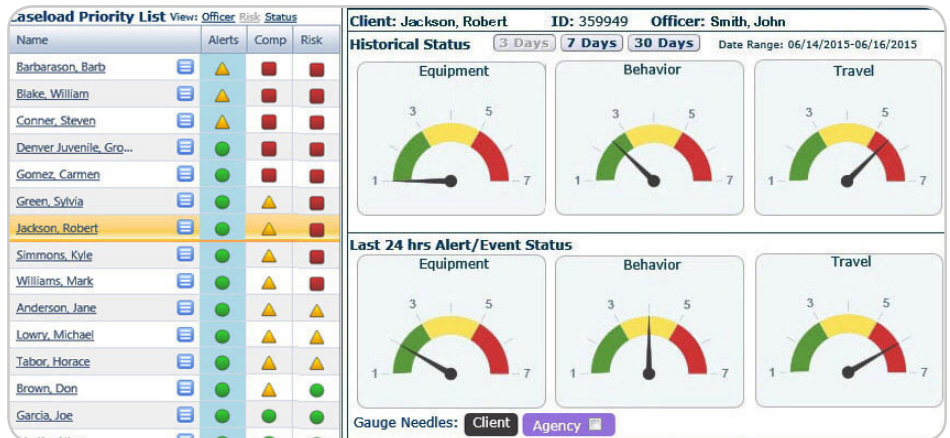 aseload Priority List View: Officer Risk Status
Name Alerts Comp Risk
Barbarason, Barb
Blake, William
Conner, Steven
Denver Juvenile, Gro...
Gomez, Carmen
Green, Sylvia
Jackson, Robert
Simmons, Kyle
Williams, Mark
Anderson, Jane
Lowry, Michael
Tabor, Horace
Brown, Don
Garcia, Joe
Client: Jackson, Robert ID: 359949 Officer: Smith, John
Historical Status 3 Days 7 Days 30 Days Date Range: 06/14/2015-06/16/2015
Equipment Behavior Travel
3 5 3 5 3 5
1 7 1 7 1 7
Last 24 hrs Alert/Event Status
Equipment Behavior Travel
3 5 3 5 3 5
1 7 1 7 1 7
Gauge Needles: Client Agency